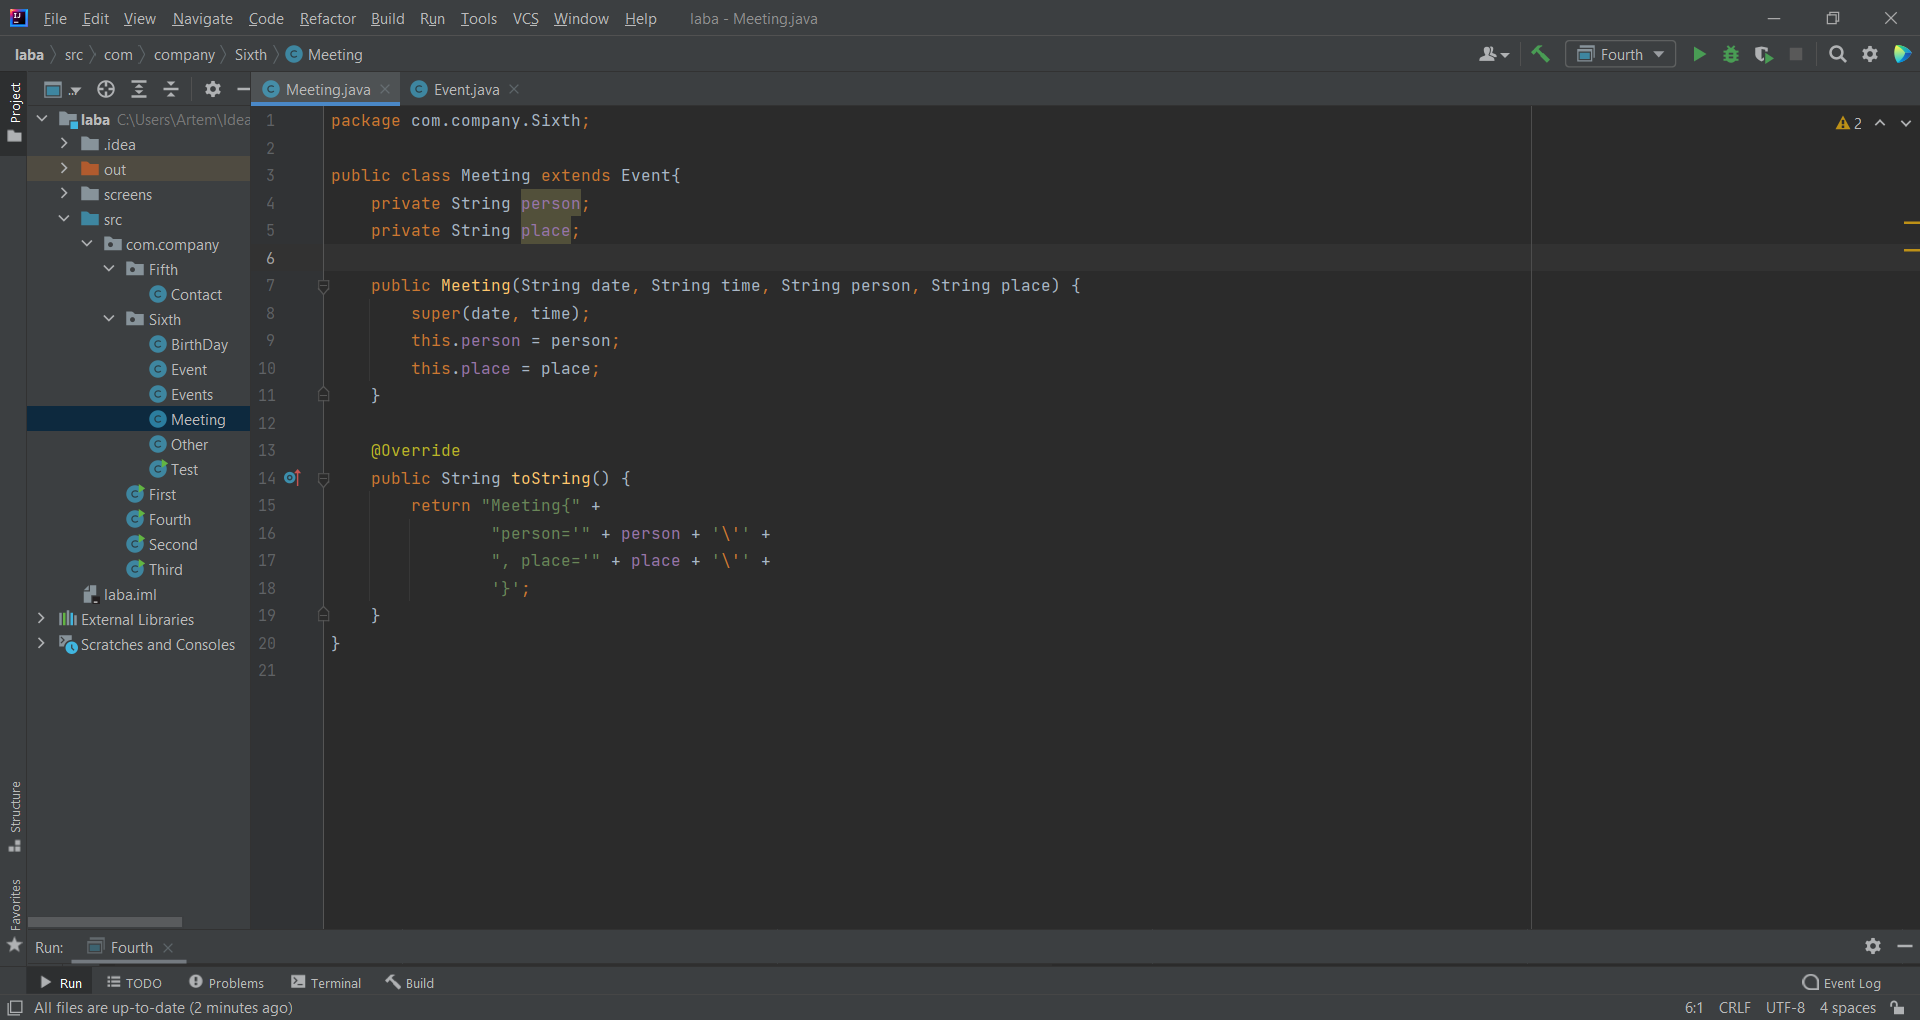 File Edit View Navigate Code Refactor Build Run Tools VCS Window Help laba - Meeting.java
laba src com company Sixth Meeting
Fourth
Project
Meeting.java
Event.java
laba C:\Users\Artem\Idea
.idea
out
screens
src
com.company
Fifth
Contact
Sixth
BirthDay
Event
Events
Meeting
Other
Test
First
Fourth
Second
Third
laba.iml
External Libraries
Scratches and Consoles
1 package com.company.Sixth;
2
3 public class Meeting extends Event{
4     private String person;
5     private String place;
6
7     public Meeting(String date, String time, String person, String place) {
8         super(date, time);
9         this.person = person;
10         this.place = place;
11     }
12
13     @Override
14     public String toString() {
15         return "Meeting{" +
16                 "person='" + person + '\'' +
17                 ", place='" + place + '\'' +
18                 '}';
19     }
20 }
21
2
Structure
Favorites
Run: Fourth
Run TODO Problems Terminal Build Event Log
All files are up-to-date (2 minutes ago) 6:1 CRLF UTF-8 4 spaces